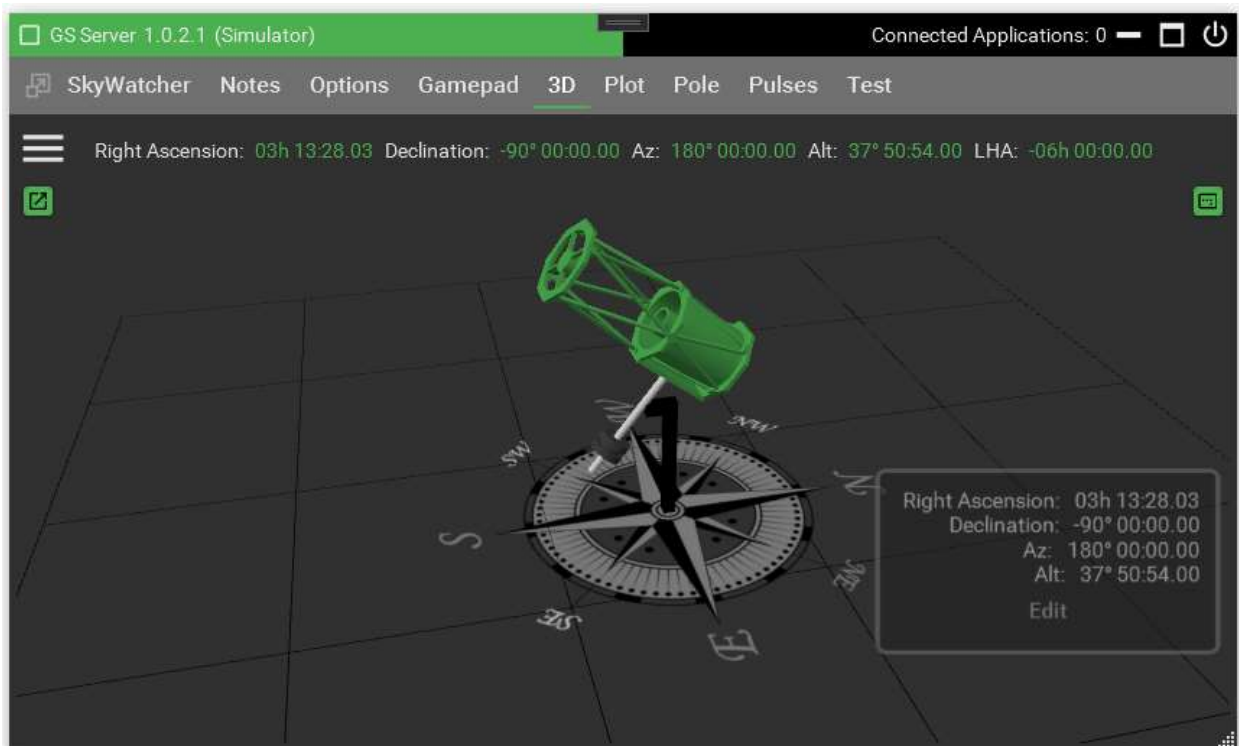 GS Server 1.0.2.1 (Simulator) Connected Applications: 0
SkyWatcher Notes Options Gamepad 3D Plot Pole Pulses Test
Right Ascension: 03h 13:28.03 Declination: -90° 00:00.00 Az: 180° 00:00.00 Alt: 37° 50:54.00 LHA: -06h 00:00.00
W
NW
SW
N
S
NE
SE
E
Right Ascension: 03h 13:28.03
Declination: -90° 00:00.00
Az: 180° 00:00.00
Alt: 37° 50:54.00
Edit